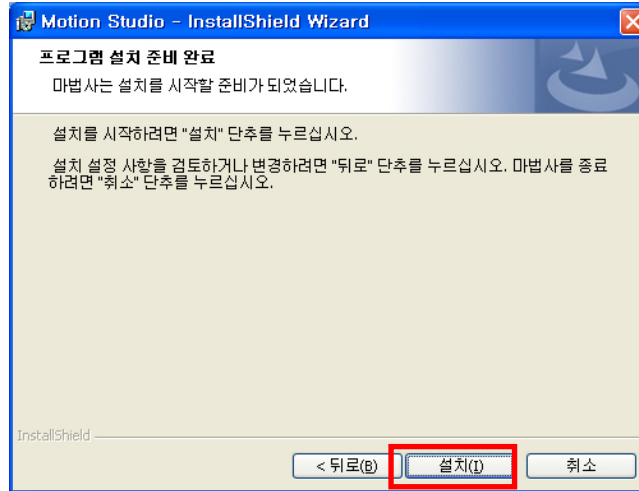 Motion Studio - InstallShield Wizard
프로그램 설치 준비 완료
마법사는 설치를 시작할 준비가 되었습니다.
설치를 시작하려면 "설치" 단추를 누르십시오.
설치 설정 사항을 검토하거나 변경하려면 "뒤로" 단추를 누르십시오. 마법사를 종료
하려면 "취소" 단추를 누르십시오.
InstallShield
< 뒤로(B) 설치(I) 취소